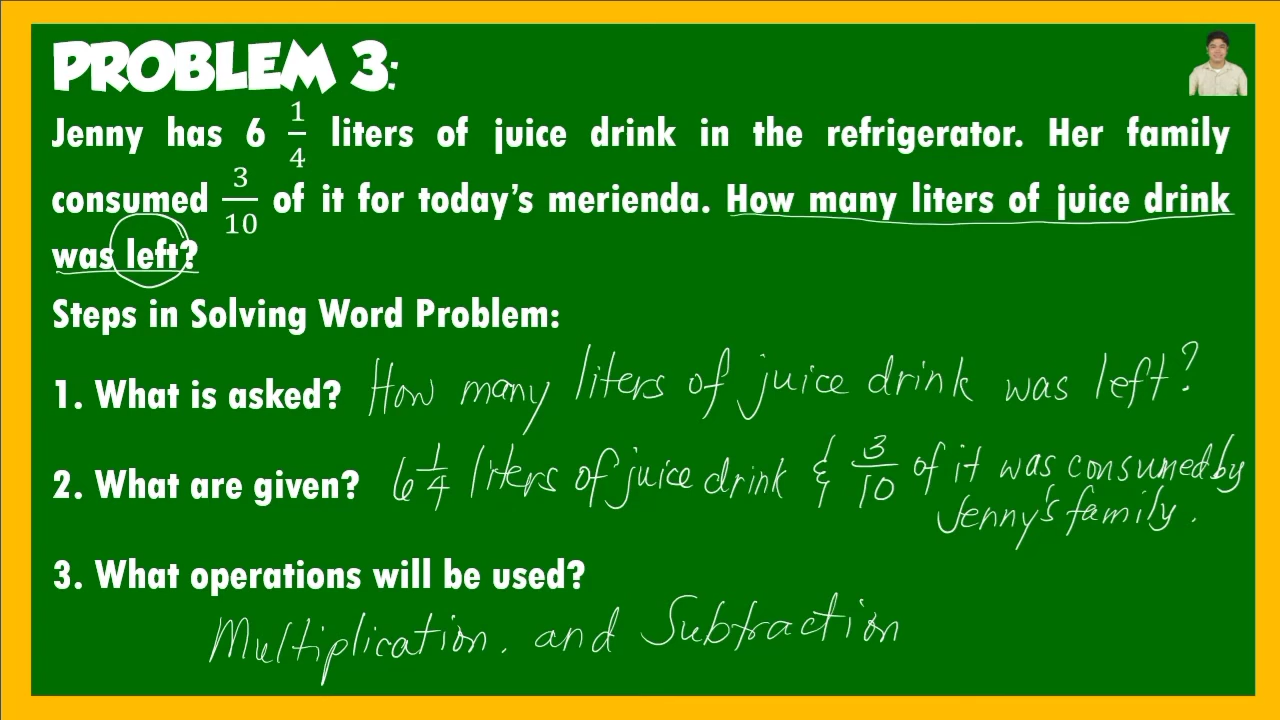 PROBLEM 3:
Jenny has 6 1/4 liters of juice drink in the refrigerator. Her family
consumed 3/10 of it for today's merienda. How many liters of juice drink
was left?
Steps in Solving Word Problem:
1. What is asked? How many liters of juice drink was left?
2. What are given? 6 1/4 liters of juice drink & 3/10 of it was consumed by
Jenny's family.
3. What operations will be used?
Multiplication. and Subtraction